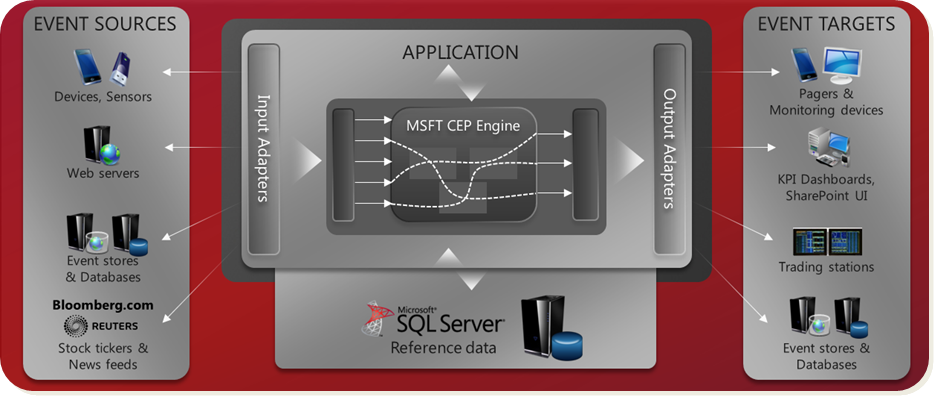 EVENT SOURCES
Devices, Sensors
Web servers
Event stores
& Databases
Bloomberg.com
REUTERS
Stock tickers &
News feeds
APPLICATION
Input Adapters
MSFT CEP Engine
Output Adapters
Microsoft®
SQL Server®
Reference data
EVENT TARGETS
Pagers &
Monitoring devices
KPI Dashboards,
SharePoint UI
Trading stations
Event stores &
Databases